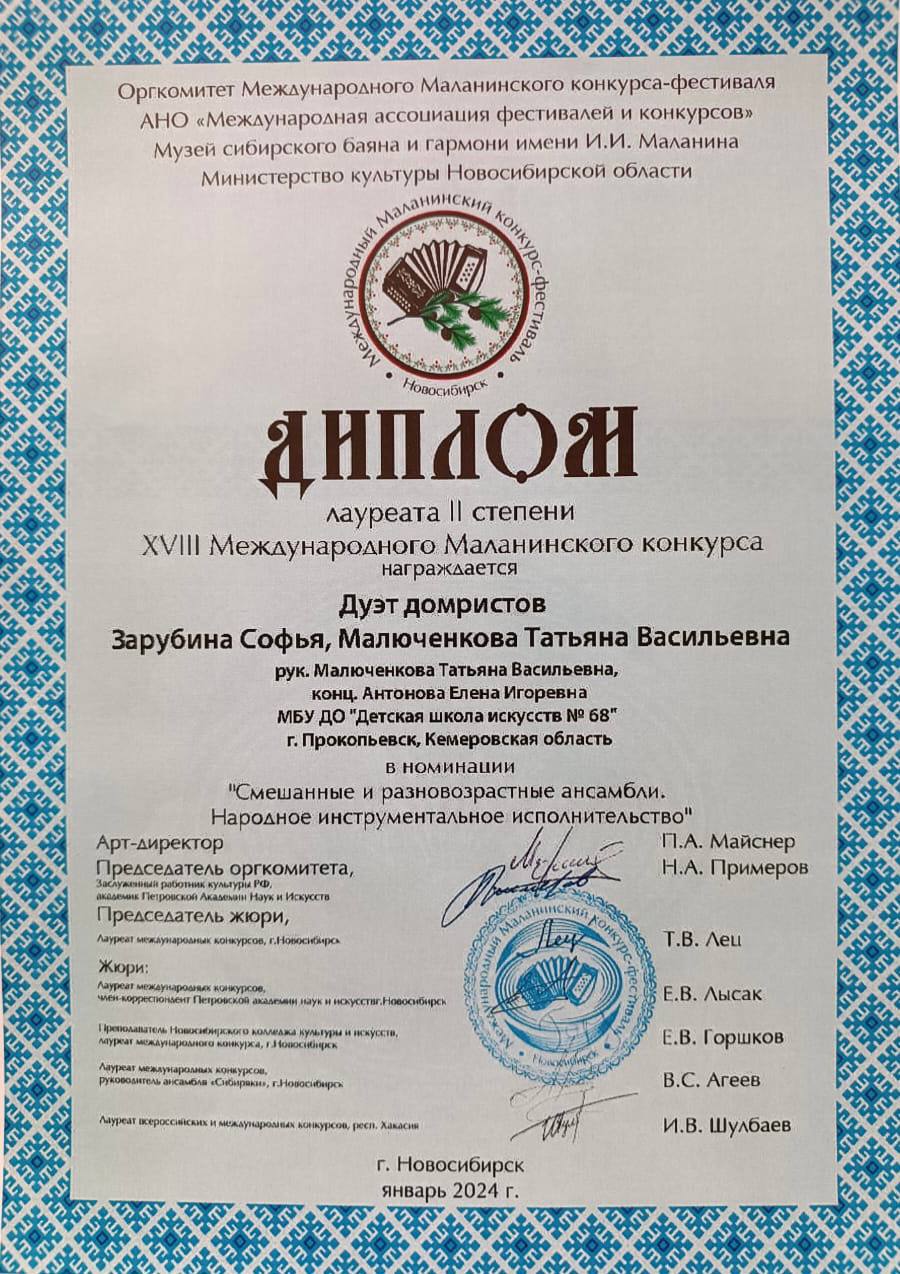 Оргкомитет Международного Маланинского конкурса-фестиваля
АНО «Международная ассоциация фестивалей и конкурсов»
Музей сибирского баяна и гармони имени И.И. Маланина
Министерство культуры Новосибирской области
Международный Маланинский конкурс-фестиваль
• Новосибирск •
ДИПЛОМ
лауреата II степени
XVIII Международного Маланинского конкурса
награждается
Дуэт домристов
Зарубина Софья, Малюченкова Татьяна Васильевна
рук. Малюченкова Татьяна Васильевна,
конц. Антонова Елена Игоревна
МБУ ДО "Детская школа искусств № 68"
г. Прокопьевск, Кемеровская область
в номинации
"Смешанные и разновозрастные ансамбли.
Народное инструментальное исполнительство"
Арт-директор П.А. Майснер
Председатель оргкомитета, Н.А. Примеров
Заслуженный работник культуры РФ,
академик Петровской Академии Наук и Искусств
Председатель жюри,
Лауреат международных конкурсов, г.Новосибирск Т.В. Лец
Жюри:
Лауреат международных конкурсов,
член-корреспондент Петровской академии наук и искусствг.Новосибирск Е.В. Лысак
Преподаватель Новосибирского колледжа культуры и искусств,
лауреат международного конкурса, г.Новосибирск Е.В. Горшков
Лауреат международных конкурсов,
руководитель ансамбля «Сибиряки», г.Новосибирск В.С. Агеев
Лауреат всероссийских и международных конкурсов, респ. Хакасия И.В. Шулбаев
Международный Маланинский конкурс-фестиваль
• Новосибирск •
г. Новосибирск
январь 2024 г.